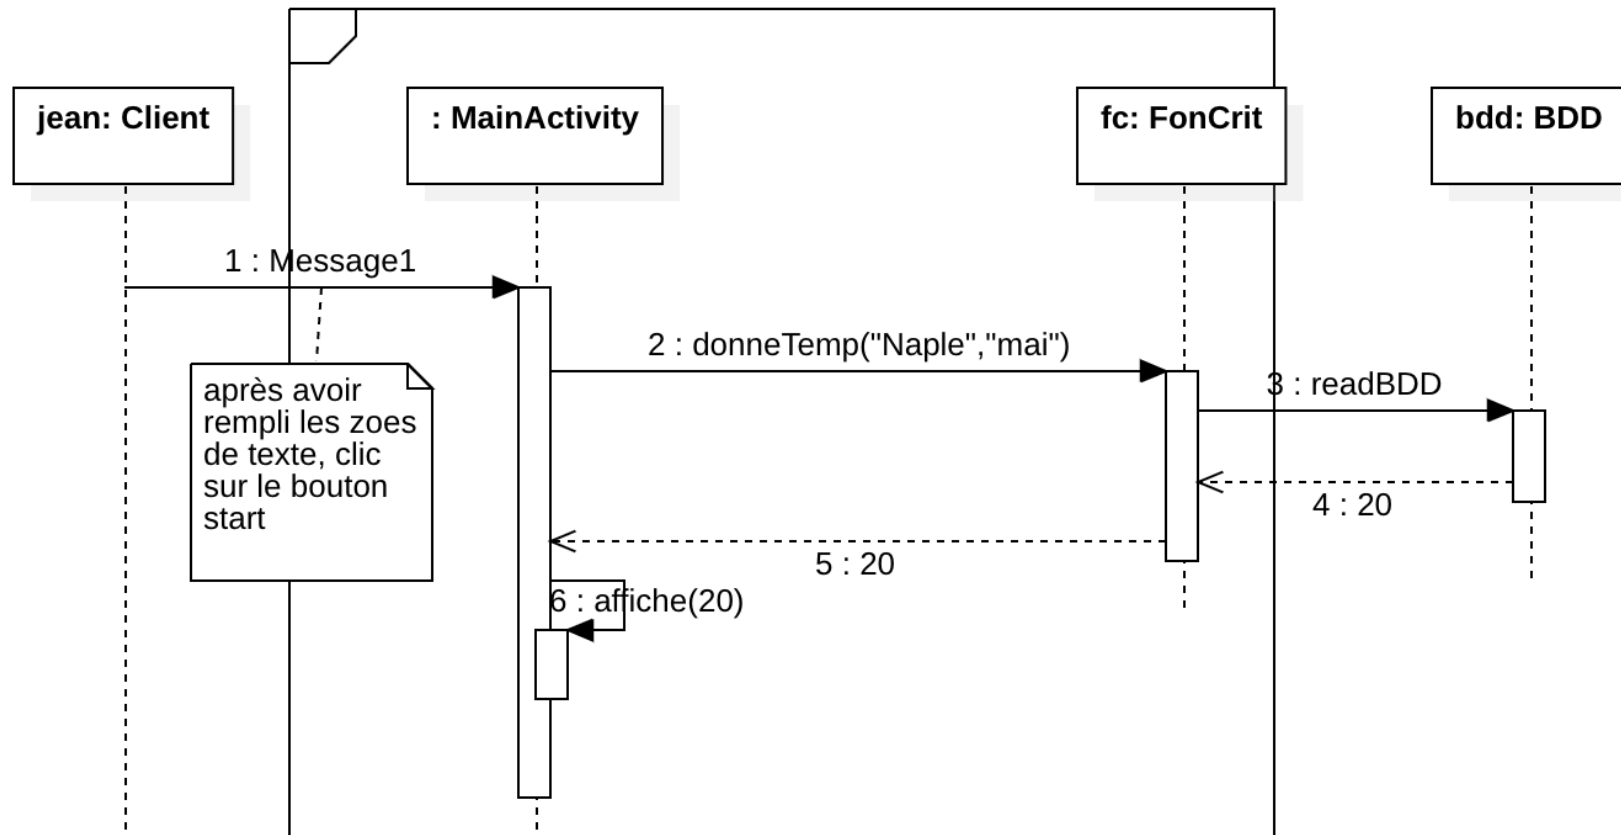 jean: Client
: MainActivity
fc: FonCrit
bdd: BDD
1 : Message1
2 : donneTemp("Naple","mai")
3 : readBDD
après avoir
rempli les zoes
de texte, clic
sur le bouton
start
4 : 20
5 : 20
6 : affiche(20)